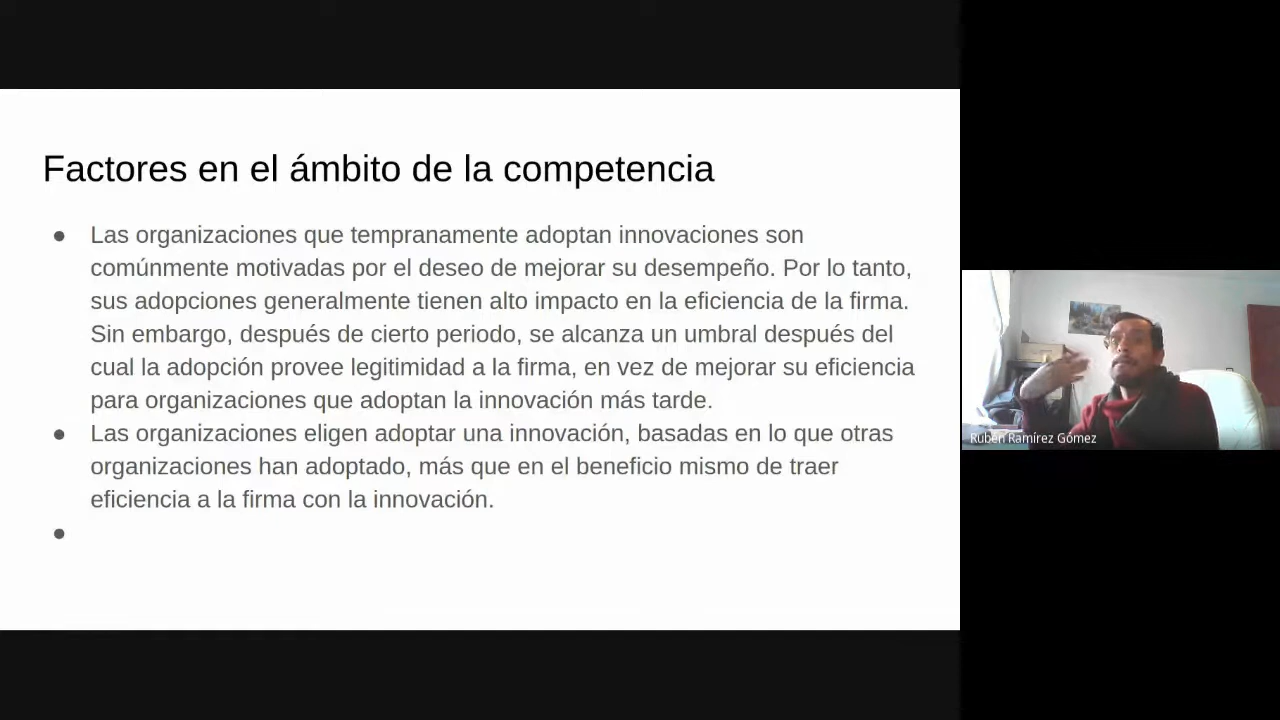 Factores en el ámbito de la competencia
● Las organizaciones que tempranamente adoptan innovaciones son
comúnmente motivadas por el deseo de mejorar su desempeño. Por lo tanto,
sus adopciones generalmente tienen alto impacto en la eficiencia de la firma.
Sin embargo, después de cierto periodo, se alcanza un umbral después del
cual la adopción provee legitimidad a la firma, en vez de mejorar su eficiencia
para organizaciones que adoptan la innovación más tarde.
● Las organizaciones eligen adoptar una innovación, basadas en lo que otras
organizaciones han adoptado, más que en el beneficio mismo de traer
eficiencia a la firma con la innovación.
●
Rubén Ramírez Gómez